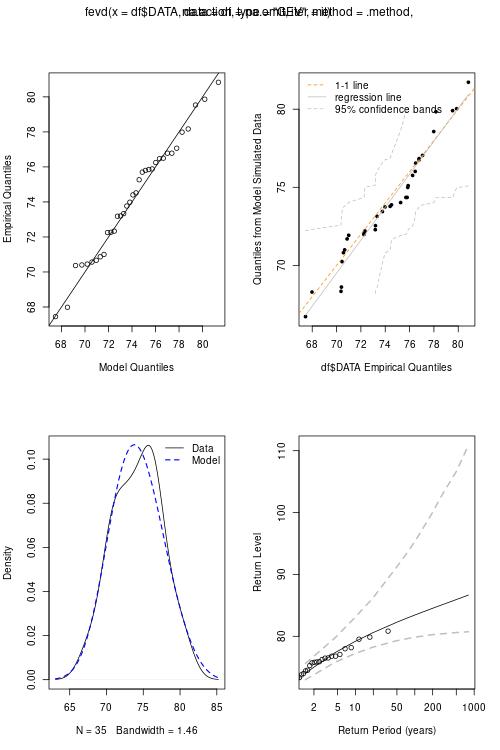 fevd(x = df$DATA, data = df, type = "GEV", method = .method,
68 70 72 74 76 78 80
Model Quantiles
68 70 72 74 76 78 80
Empirical Quantiles
1-1 line
regression line
95% confidence bands
68 70 72 74 76 78 80
df$DATA Empirical Quantiles
70 75 80
Quantiles from Model Simulated Data
Data
Model
65 70 75 80 85
N = 35 Bandwidth = 1.46
0.00 0.02 0.04 0.06 0.08 0.10
Density
2 5 10 50 200 1000
Return Period (years)
80 90 100 110
Return Level